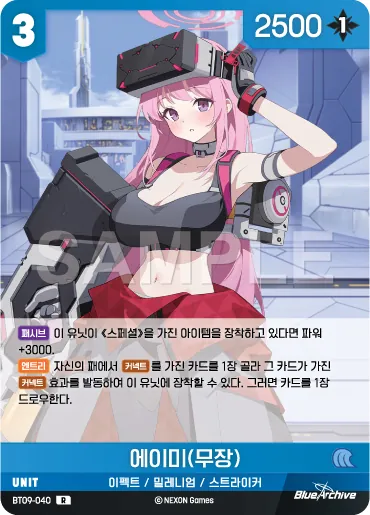 3
2500 1
SAMPLE
패시브 이 유닛이 《스페셜》을 가진 아이템을 장착하고 있다면 파워
+3000.
엔트리 자신의 패에서 커넥트 를 가진 카드를 1장 골라 그 카드가 가진
커넥트 효과를 발동하여 이 유닛에 장착할 수 있다. 그러면 카드를 1장
드로우한다.
에이미(무장)
UNIT 이팩트 / 밀레니엄 / 스트라이커
BT09-040 R ⓒ NEXON Games BlueArchive